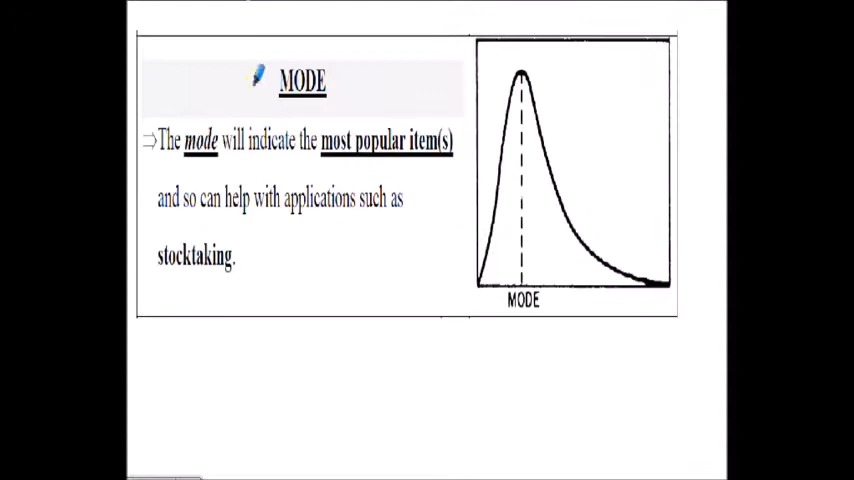 MODE
⇒The mode will indicate the most popular item(s)
and so can help with applications such as
stocktaking.
MODE